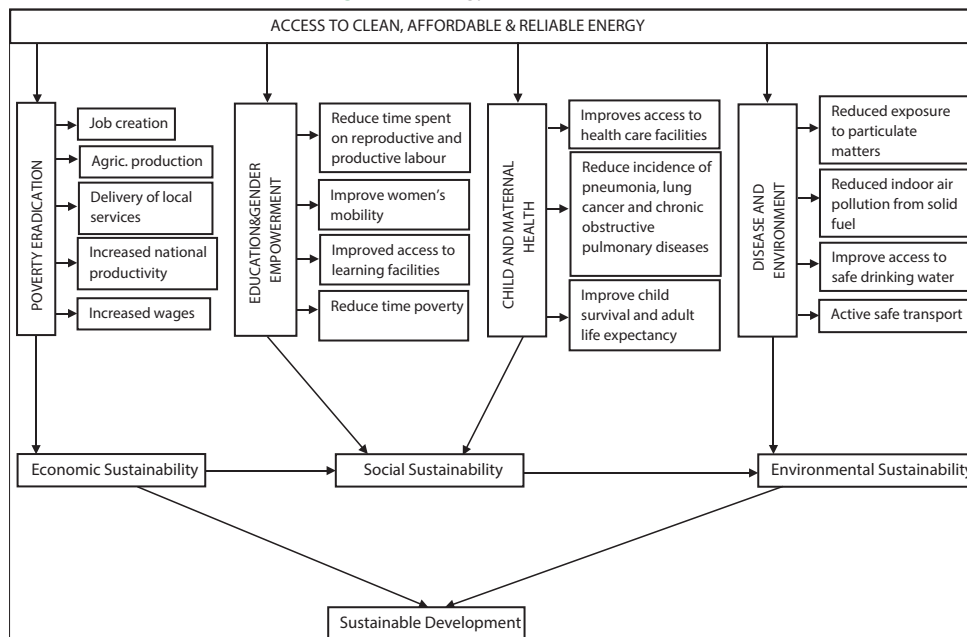 ACCESS TO CLEAN, AFFORDABLE & RELIABLE ENERGY
POVERTY ERADICATION
Job creation
Agric. production
Delivery of local
services
Increased national
productivity
Increased wages
EDUCATION&GENDER
EMPOWERMENT
Reduce time spent
on reproductive and
productive labour
Improve women's
mobility
Improved access to
learning facilities
Reduce time poverty
CHILD AND MATERNAL
HEALTH
Improves access to
health care facilities
Reduce incidence of
pneumonia, lung
cancer and chronic
obstructive
pulmonary diseases
Improve child
survival and adult
life expectancy
DISEASE AND
ENVIRONMENT
Reduced exposure
to particulate
matters
Reduced indoor air
pollution from solid
fuel
Improve access to
safe drinking water
Active safe transport
Economic Sustainability
Social Sustainability
Environmental Sustainability
Sustainable Development